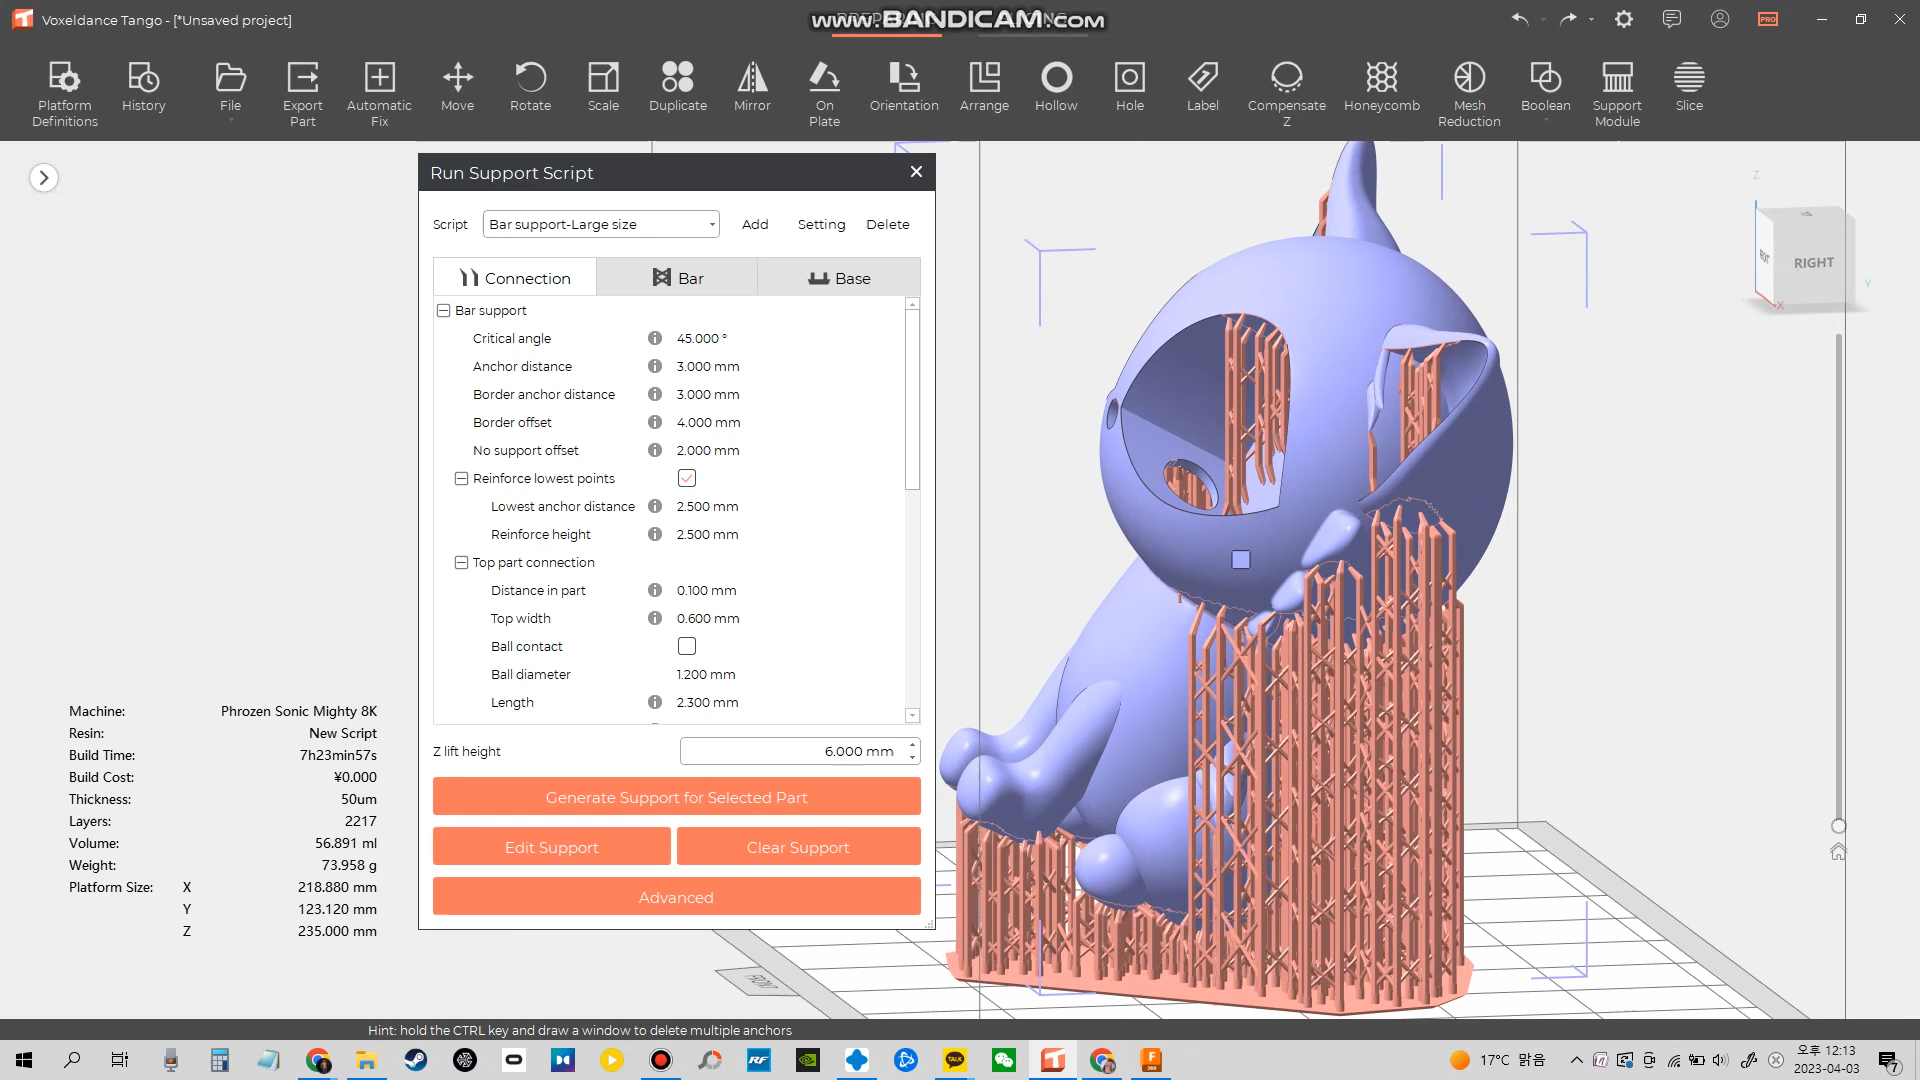 Voxeldance Tango - [*Unsaved project]
www.BANDICAM.com
PRO
Platform Definitions
History
File
Export Part
Automatic Fix
Move
Rotate
Scale
Duplicate
Mirror
On Plate
Orientation
Arrange
Hollow
Hole
Label
Compensate Z
Honeycomb
Mesh Reduction
Boolean
Support Module
Slice
Run Support Script
Script
Bar support-Large size
Add
Setting
Delete
Connection
Bar
Base
Bar support
Critical angle 45.000 °
Anchor distance 3.000 mm
Border anchor distance 3.000 mm
Border offset 4.000 mm
No support offset 2.000 mm
Reinforce lowest points
Lowest anchor distance 2.500 mm
Reinforce height 2.500 mm
Top part connection
Distance in part 0.100 mm
Top width 0.600 mm
Ball contact
Ball diameter 1.200 mm
Length 2.300 mm
Z lift height 6.000 mm
Generate Support for Selected Part
Edit Support
Clear Support
Advanced
Z
RIGHT
Y
X
FRONT
Machine: Phrozen Sonic Mighty 8K
Resin: New Script
Build Time: 7h23min57s
Build Cost: ¥0.000
Thickness: 50um
Layers: 2217
Volume: 56.891 ml
Weight: 73.958 g
Platform Size: X 218.880 mm
Y 123.120 mm
Z 235.000 mm
Hint: hold the CTRL key and draw a window to delete multiple anchors
RF
TALK
F
360
17°C 맑음
오후 12:13
2023-04-03
7